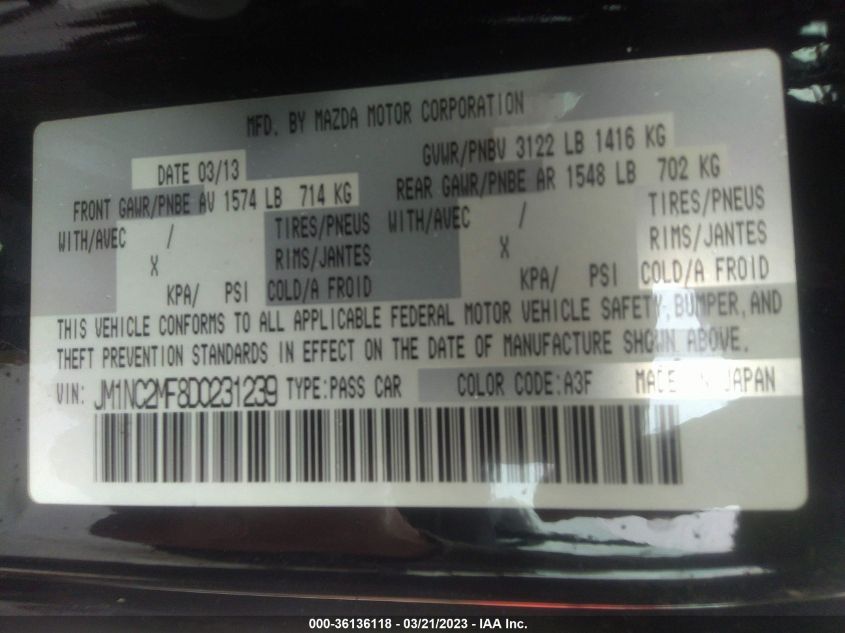 MFD. BY MAZDA MOTOR CORPORATION
DATE 03/13 GVWR/PNBV 3122 LB 1416 KG
FRONT GAWR/PNBE AV 1574 LB 714 KG REAR GAWR/PNBE AR 1548 LB 702 KG
WITH/AVEC / TIRES/PNEUS WITH/AVEC / TIRES/PNEUS
X RIMS/JANTES X RIMS/JANTES
KPA/ PSI COLD/A FROID KPA/ PSI COLD/A FROID
THIS VEHICLE CONFORMS TO ALL APPLICABLE FEDERAL MOTOR VEHICLE SAFETY, BUMPER, AND
THEFT PREVENTION STANDARDS IN EFFECT ON THE DATE OF MANUFACTURE SHOWN ABOVE.
VIN: JM1NC2MF8D0231239 TYPE:PASS CAR COLOR CODE:A3F MADE IN JAPAN
000-36136118 - 03/21/2023 - IAA Inc.